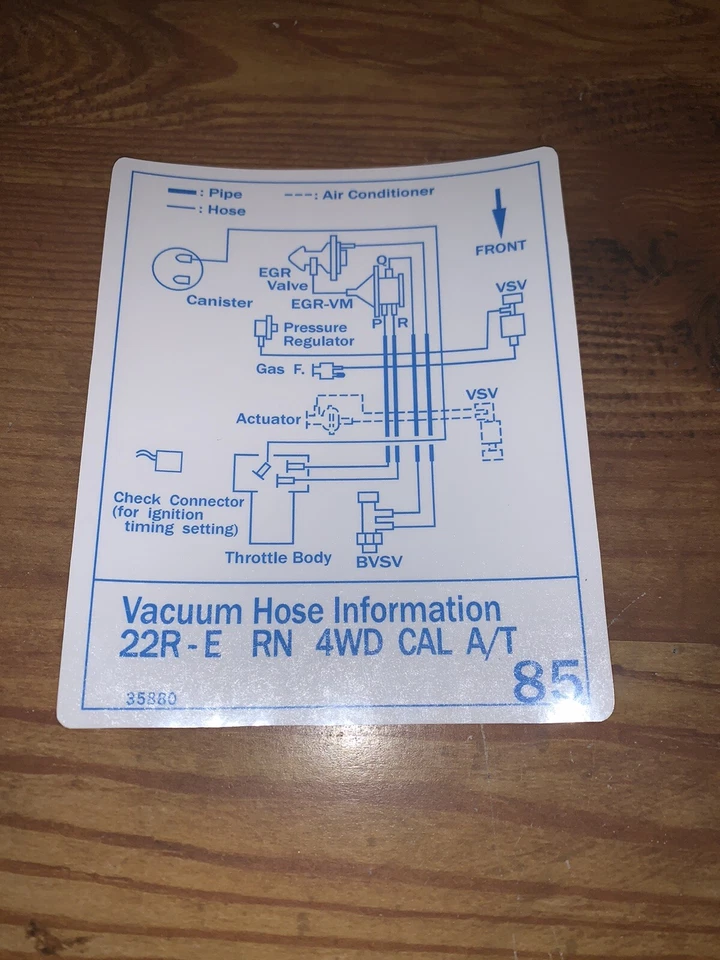 : Pipe
: Air Conditioner
: Hose
FRONT
EGR
Valve
Q
Canister
EGR-VM
VSV
P R
Pressure
Regulator
Gas F.
VSV
Actuator
Check Connector
(for ignition
timing setting)
Throttle Body
BVSV
Vacuum Hose Information
22R-E RN 4WD CAL A/T
85
35880